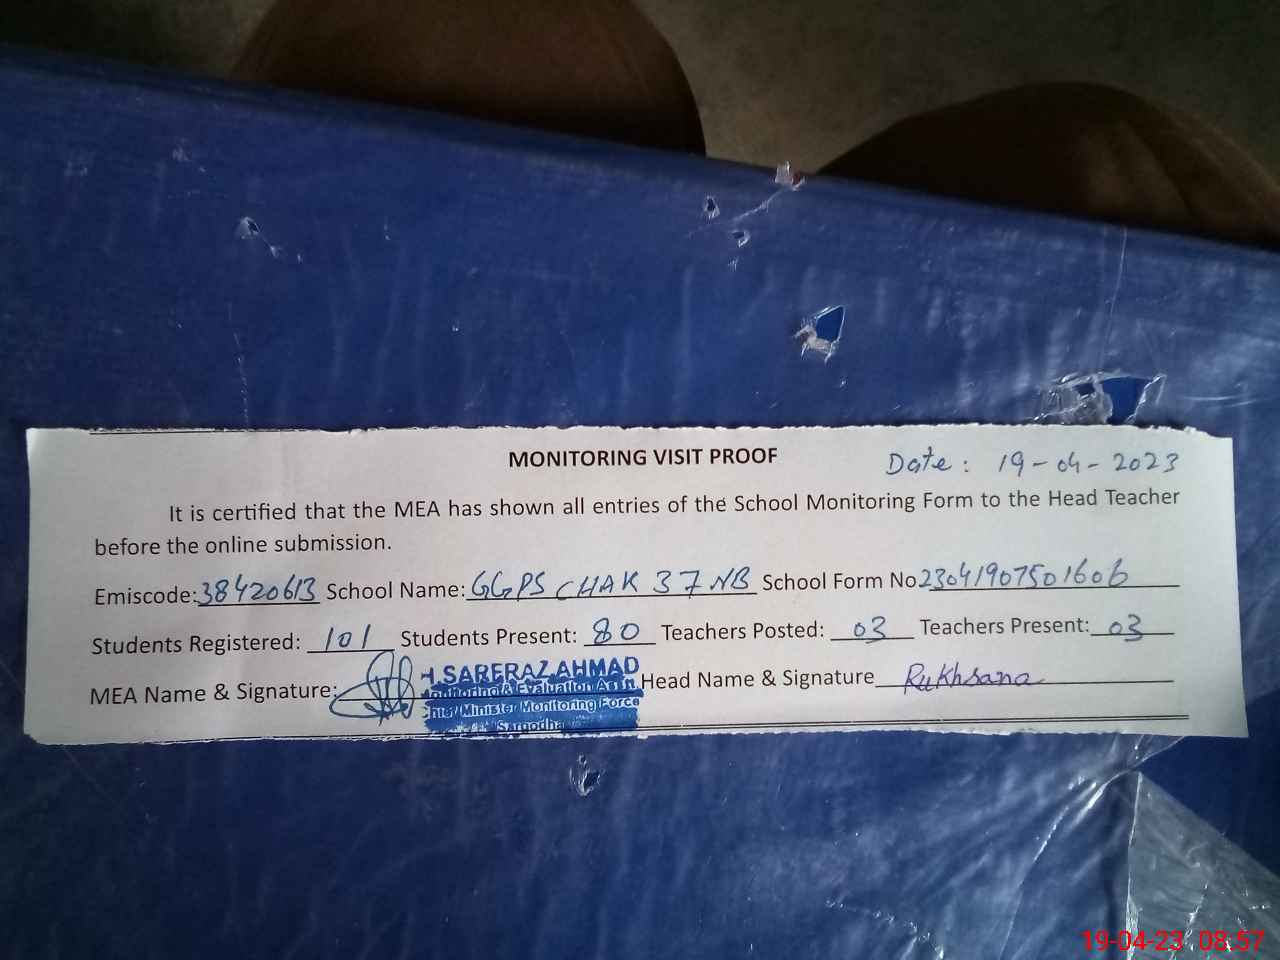 MONITORING VISIT PROOF Date: 19-04-2023
It is certified that the MEA has shown all entries of the School Monitoring Form to the Head Teacher
before the online submission.
Emiscode: 38420613 School Name: GGPS CHAK 37 NB School Form No 23041907501606
Students Registered: 101 Students Present: 80 Teachers Posted: 03 Teachers Present: 03
MEA Name & Signature: SARFRAZ AHMAD Head Name & Signature Rukhsana
Monitoring & Evaluation Asstt.
Chief Minister Monitoring Force
Sargodha
19-04-23 08:57